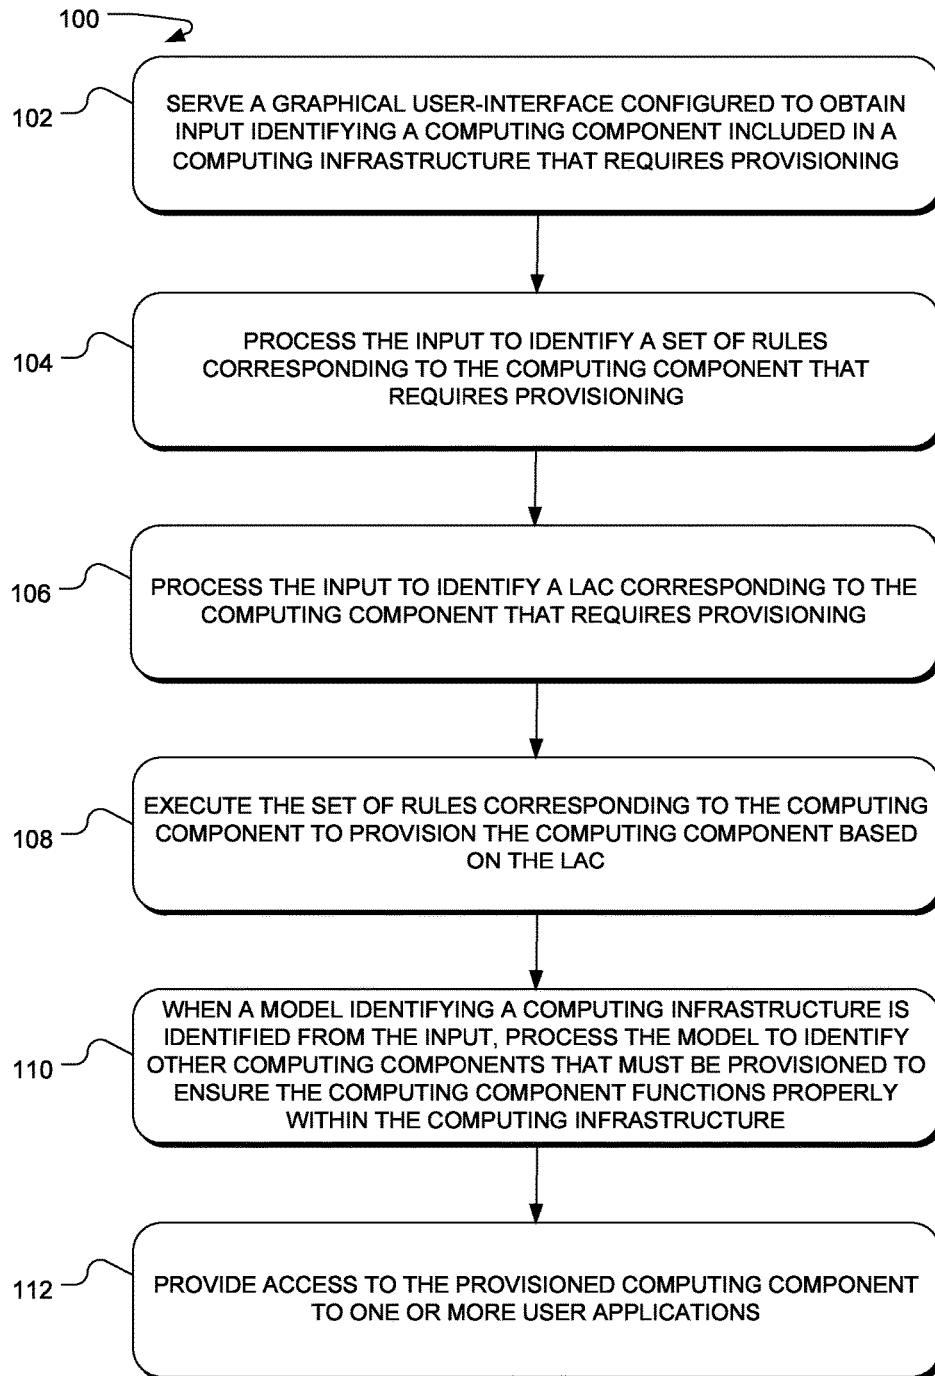 100
102
SERVE A GRAPHICAL USER-INTERFACE CONFIGURED TO OBTAIN
INPUT IDENTIFYING A COMPUTING COMPONENT INCLUDED IN A
COMPUTING INFRASTRUCTURE THAT REQUIRES PROVISIONING
104
PROCESS THE INPUT TO IDENTIFY A SET OF RULES
CORRESPONDING TO THE COMPUTING COMPONENT THAT
REQUIRES PROVISIONING
106
PROCESS THE INPUT TO IDENTIFY A LAC CORRESPONDING TO THE
COMPUTING COMPONENT THAT REQUIRES PROVISIONING
108
EXECUTE THE SET OF RULES CORRESPONDING TO THE COMPUTING
COMPONENT TO PROVISION THE COMPUTING COMPONENT BASED
ON THE LAC
110
WHEN A MODEL IDENTIFYING A COMPUTING INFRASTRUCTURE IS
IDENTIFIED FROM THE INPUT, PROCESS THE MODEL TO IDENTIFY
OTHER COMPUTING COMPONENTS THAT MUST BE PROVISIONED TO
ENSURE THE COMPUTING COMPONENT FUNCTIONS PROPERLY
WITHIN THE COMPUTING INFRASTRUCTURE
112
PROVIDE ACCESS TO THE PROVISIONED COMPUTING COMPONENT
TO ONE OR MORE USER APPLICATIONS